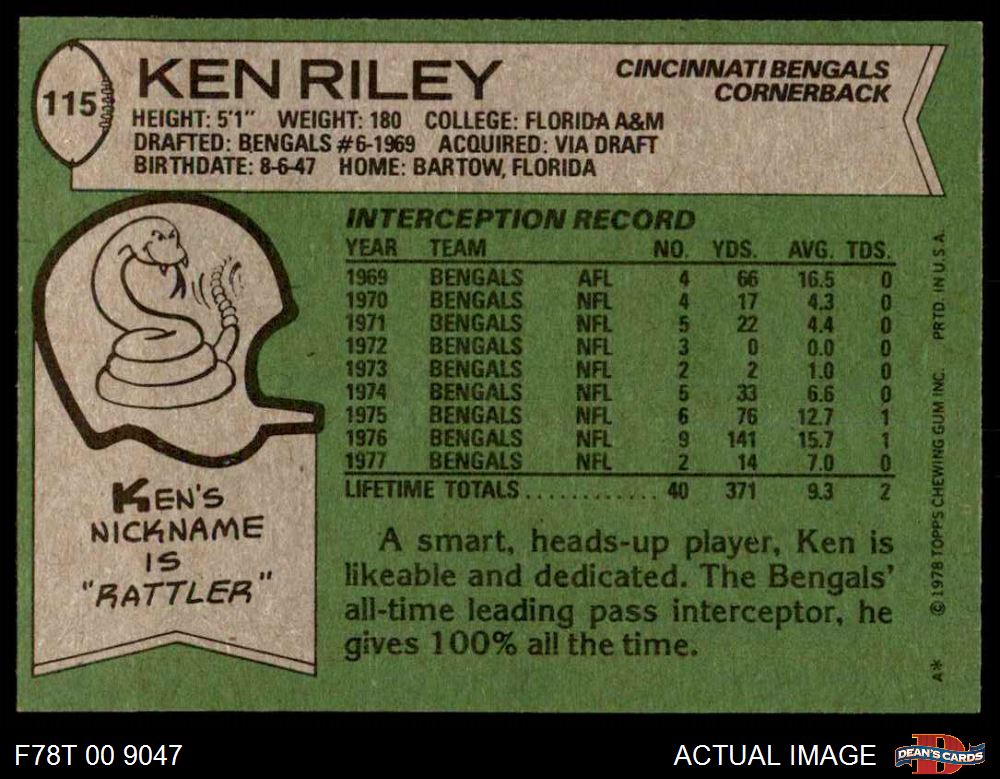 115
KEN RILEY
CINCINNATI BENGALS
CORNERBACK
HEIGHT: 5'1" WEIGHT: 180 COLLEGE: FLORIDA A&M
DRAFTED: BENGALS #6-1969 ACQUIRED: VIA DRAFT
BIRTHDATE: 8-6-47 HOME: BARTOW, FLORIDA
INTERCEPTION RECORD
YEAR TEAM NO. YDS. AVG. TDS.
1969 BENGALS AFL 4 66 16.5 0
1970 BENGALS NFL 4 17 4.3 0
1971 BENGALS NFL 5 22 4.4 0
1972 BENGALS NFL 3 0 0.0 0
1973 BENGALS NFL 2 2 1.0 0
1974 BENGALS NFL 5 33 6.6 0
1975 BENGALS NFL 6 76 12.7 1
1976 BENGALS NFL 9 141 15.7 1
1977 BENGALS NFL 2 14 7.0 0
LIFETIME TOTALS............ 40 371 9.3 2
KEN'S
NICKNAME
IS
"RATTLER"
A smart, heads-up player, Ken is
likeable and dedicated. The Bengals'
all-time leading pass interceptor, he
gives 100% all the time.
A* © 1978 TOPPS CHEWING GUM INC. PRTD. IN U.S.A.
F78T 00 9047
ACTUAL IMAGE
D
DEAN'S CARDS